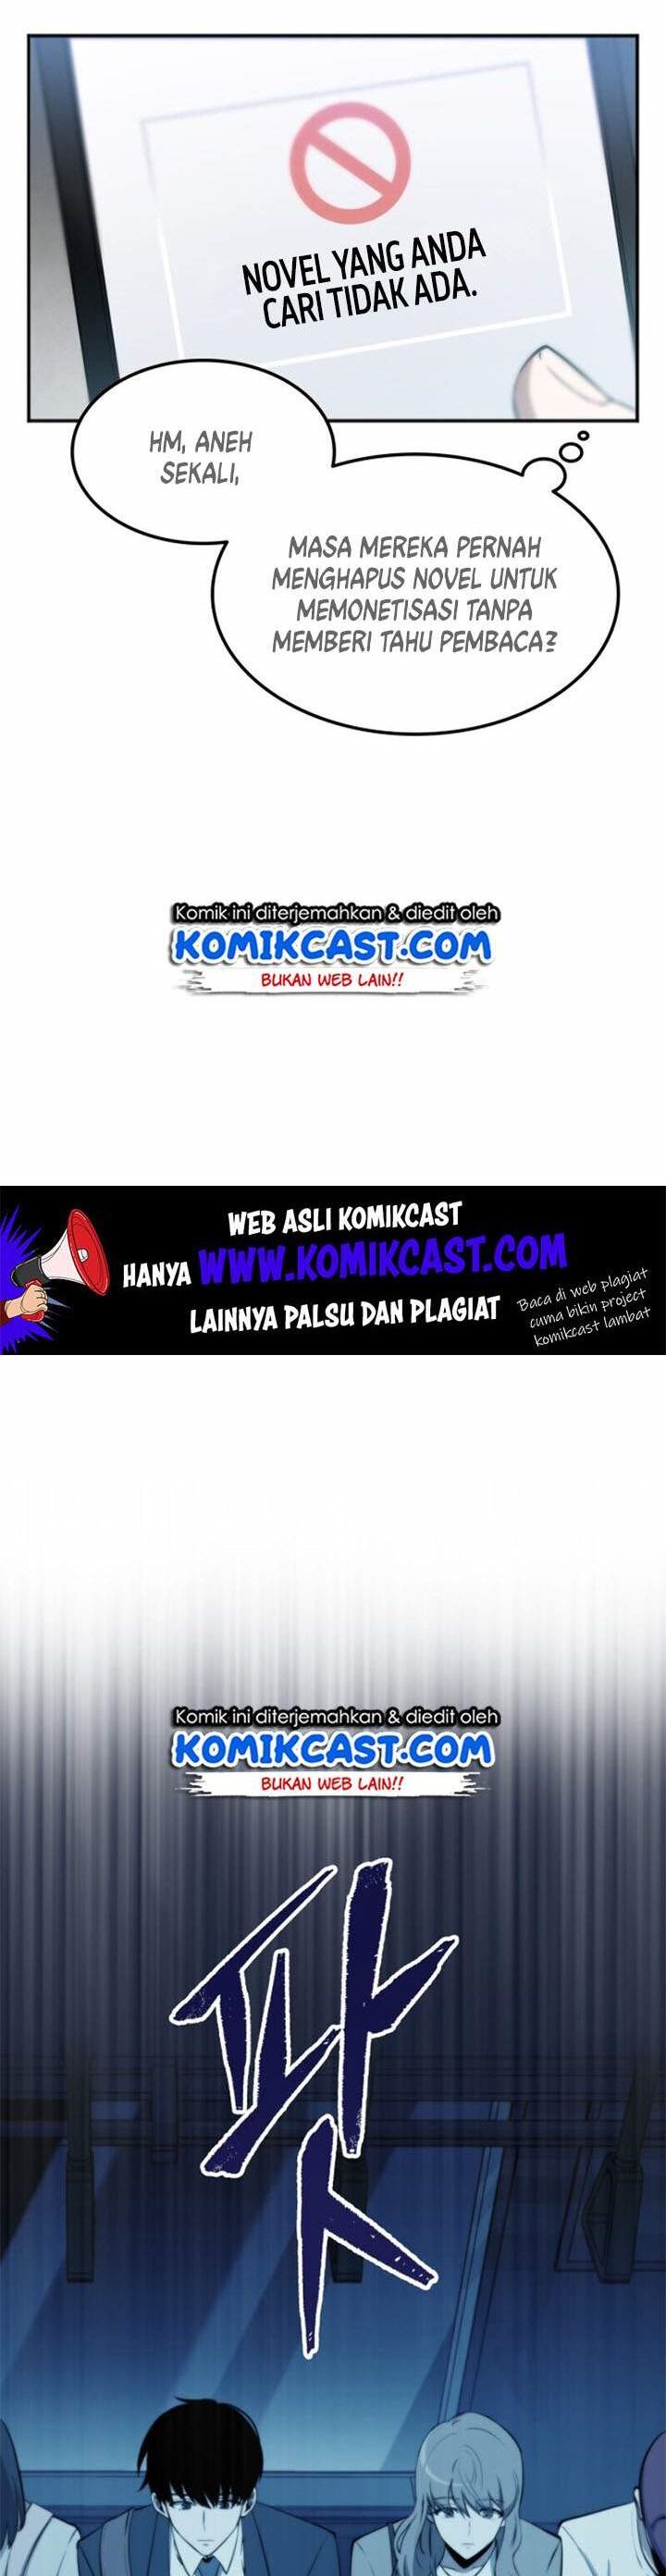 NOVEL YANG ANDA
CARI TIDAK ADA.
HM, ANEH
SEKALI,
MASA MEREKA PERNAH
MENGHAPUS NOVEL UNTUK
MEMONETISASI TANPA
MEMBERI TAHU PEMBACA?
Komik ini diterjemahkan & diedit oleh
KOMIKCAST.COM
BUKAN WEB LAIN!!
WEB ASLI KOMIKCAST
HANYA WWW.KOMIKCAST.COM
LAINNYA PALSU DAN PLAGIAT
Baca di web plagiat
cuma bikin project
komikcast lambat
Komik ini diterjemahkan & diedit oleh
KOMIKCAST.COM
BUKAN WEB LAIN!!
팟